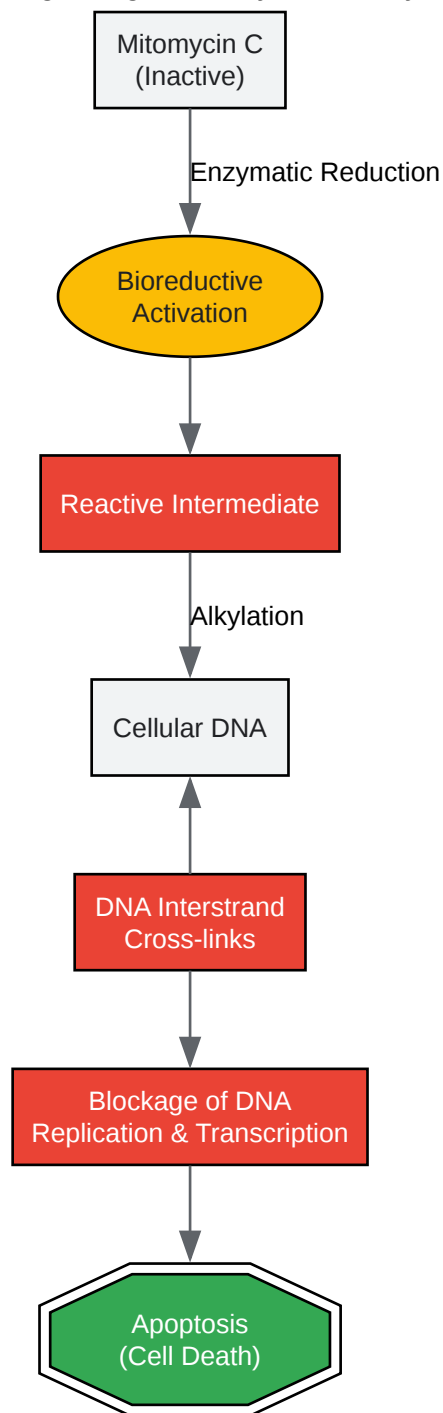 Mitomycin C
(Inactive)
Enzymatic Reduction
Bioreductive
Activation
Reactive Intermediate
Alkylation
Cellular DNA
DNA Interstrand
Cross-links
Blockage of DNA
Replication & Transcription
Apoptosis
(Cell Death)